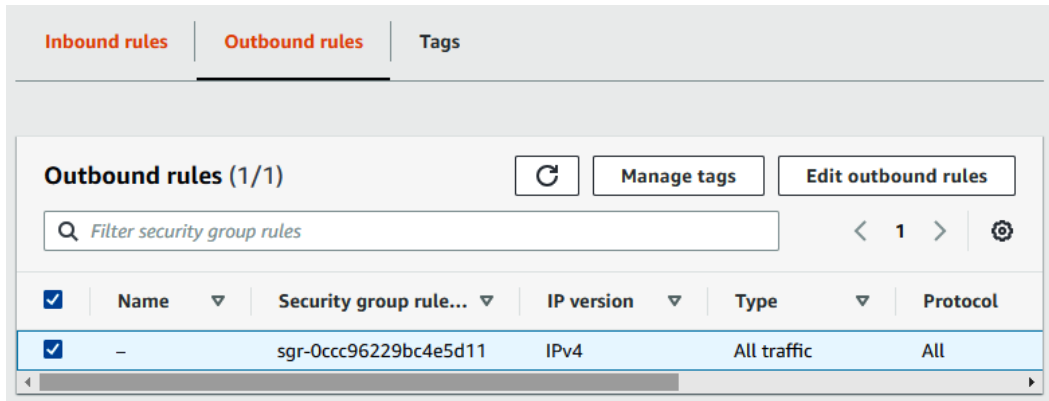 Inbound rules Outbound rules Tags
Outbound rules (1/1) Manage tags Edit outbound rules
Filter security group rules 1
Name Security group rule... IP version Type Protocol
– sgr-0ccc96229bc4e5d11 IPv4 All traffic All